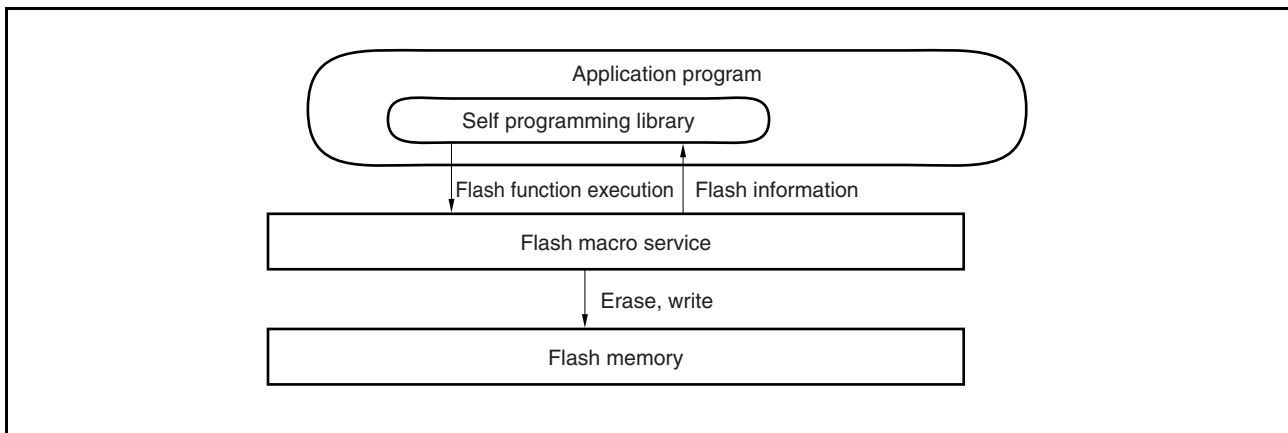 Application program
Self programming library
Flash function execution
Flash information
Flash macro service
Erase, write
Flash memory